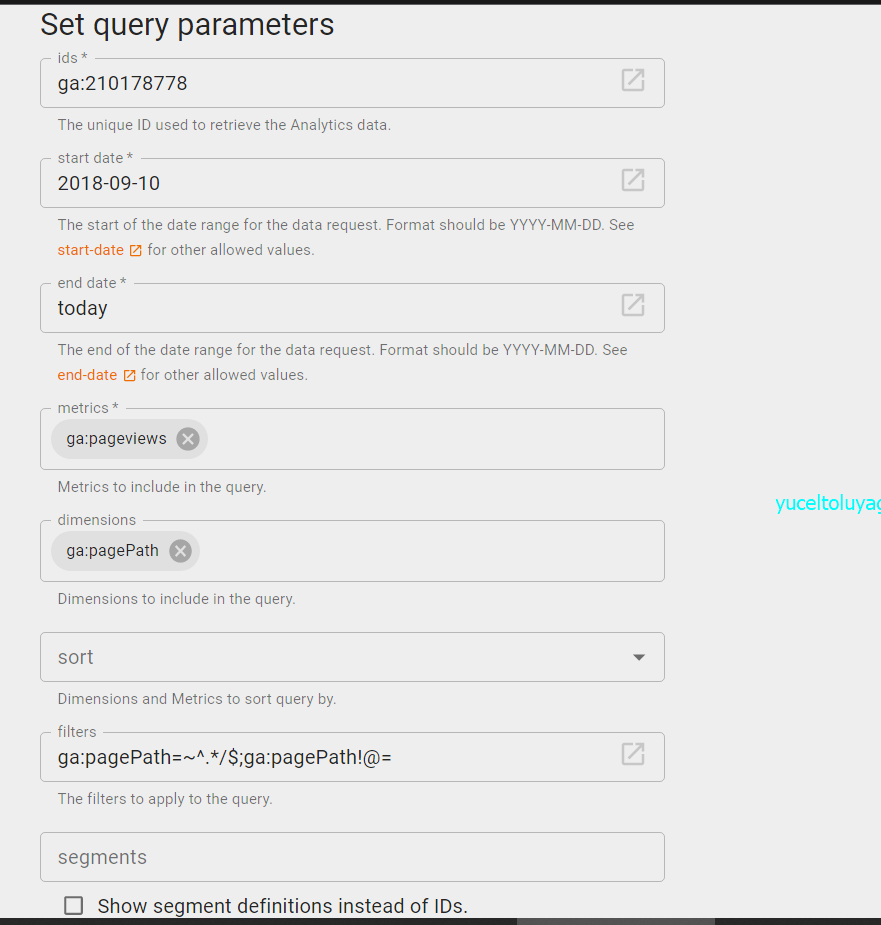 Set query parameters
ids *
ga:210178778
The unique ID used to retrieve the Analytics data.
start date *
2018-09-10
The start of the date range for the data request. Format should be YYYY-MM-DD. See
start-date for other allowed values.
end date *
today
The end of the date range for the data request. Format should be YYYY-MM-DD. See
end-date for other allowed values.
metrics *
ga:pageviews
Metrics to include in the query.
yuceltoluyag
dimensions
ga:pagePath
Dimensions to include in the query.
sort
Dimensions and Metrics to sort query by.
filters
ga:pagePath=~^.*/$;ga:pagePath!@=
The filters to apply to the query.
segments
Show segment definitions instead of IDs.